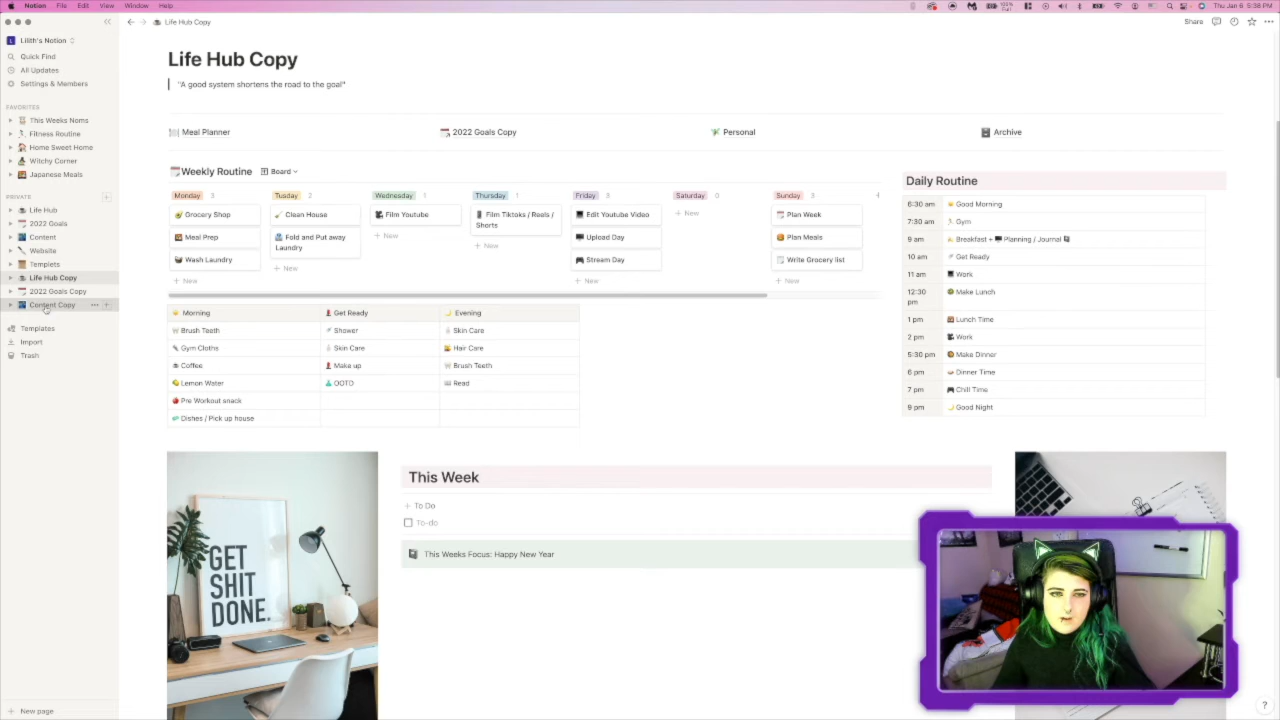 Notion File Edit View Window Help
100%
Thu Jan 6 5:38 PM
Life Hub Copy
Share
Lilith's Notion
Quick Find
All Updates
Settings & Members
FAVORITES
This Weeks Noms
Fitness Routine
Home Sweet Home
Witchy Corner
Japanese Meals
PRIVATE
Life Hub
2022 Goals
Content
Website
Templets
Life Hub Copy
2022 Goals Copy
Content Copy
Templates
Import
Trash
New page
Life Hub Copy
"A good system shortens the road to the goal"
Meal Planner 2022 Goals Copy Personal Archive
Weekly Routine Board
Monday 3 Tusday 2 Wednesday 1 Thursday 1 Friday 3 Saturday 0 Sunday 3
Grocery Shop
Meal Prep
Wash Laundry
+ New
Clean House
Fold and Put away
Laundry
+ New
Film Youtube
+ New
Film Tiktoks / Reels /
Shorts
+ New
Edit Youtube Video
Upload Day
Stream Day
+ New
+ New
Plan Week
Plan Meals
Write Grocery list
+ New
Morning Get Ready Evening
Brush Teeth Shower Skin Care
Gym Cloths Skin Care Hair Care
Coffee Make up Brush Teeth
Lemon Water OOTD Read
Pre Workout snack
Dishes / Pick up house
Daily Routine
6:30 am Good Morning
7:30 am Gym
9 am Breakfast + Planning / Journal
10 am Get Ready
11 am Work
12:30 pm Make Lunch
1 pm Lunch Time
2 pm Work
5:30 pm Make Dinner
6 pm Dinner Time
7 pm Chill Time
9 pm Good Night
GET
SHIT
DONE.
This Week
+ To Do
To-do
This Weeks Focus: Happy New Year
?